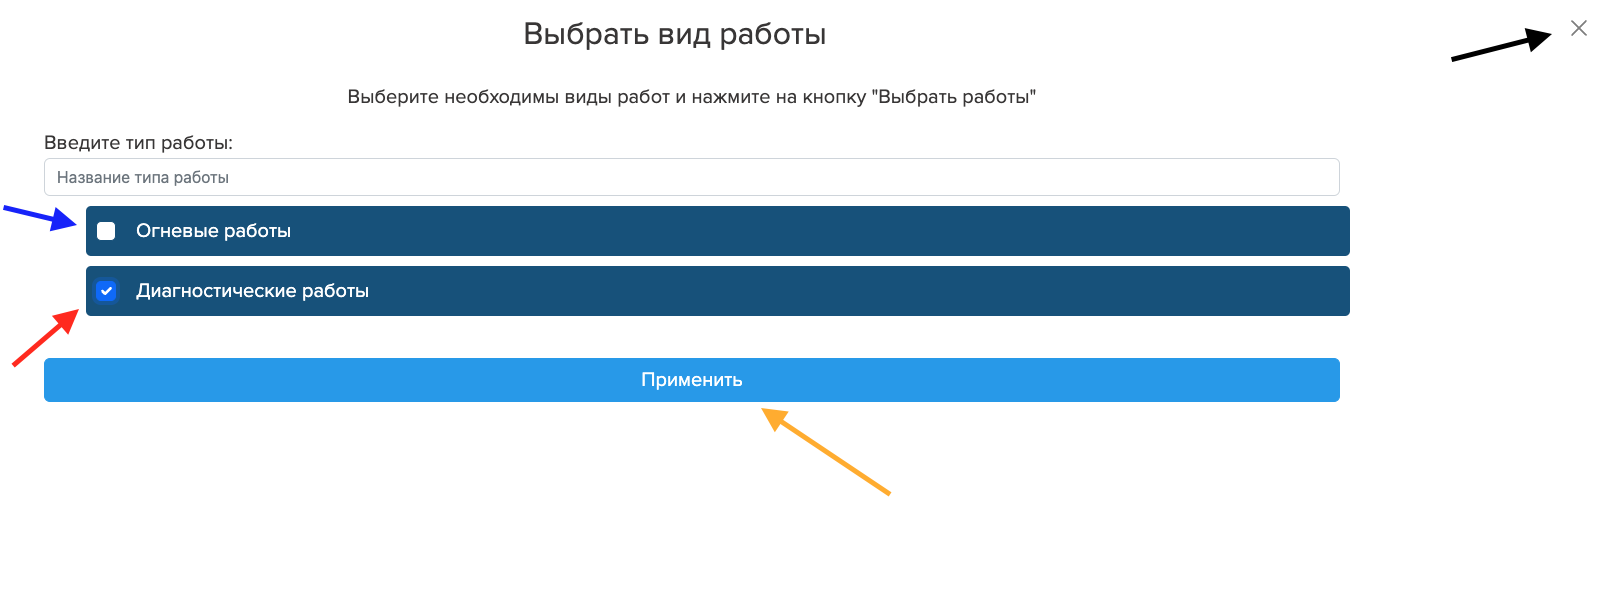 Выбрать вид работы
Выберите необходимы виды работ и нажмите на кнопку "Выбрать работы"
Введите тип работы:
Название типа работы
Огневые работы
Диагностические работы
Применить